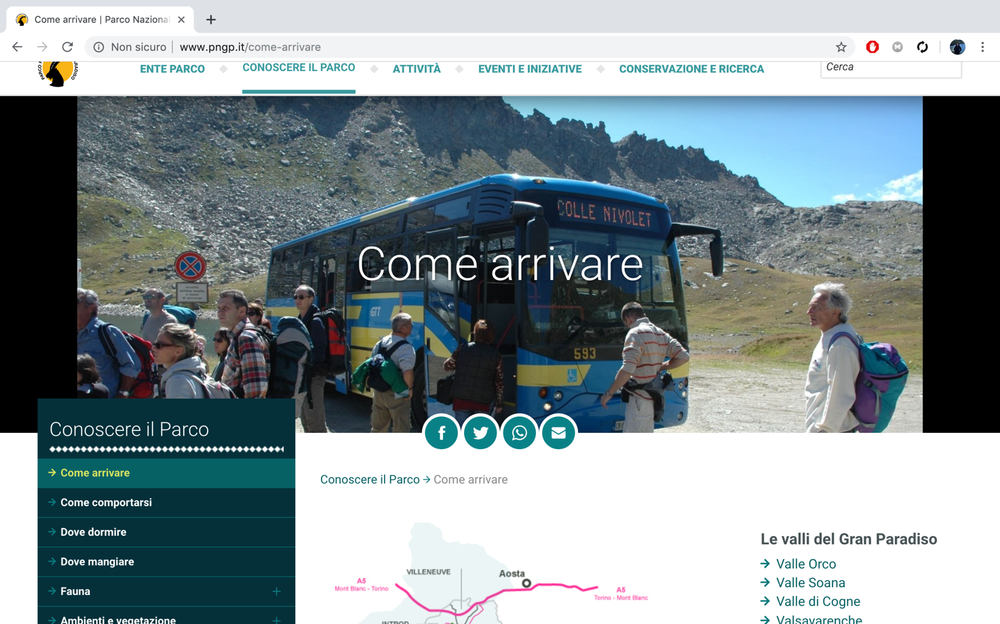 Come arrivare | Parco Nazional
Non sicuro
www.pngp.it/come-arrivare
ENTE PARCO
CONOSCERE IL PARCO
ATTIVITÀ
EVENTI E INIZIATIVE
CONSERVAZIONE E RICERCA
Cerca
COLLE NIVOLET
Come arrivare
GTT
593
Conoscere il Parco
Come arrivare
Come comportarsi
Dove dormire
Dove mangiare
Fauna
Ambienti e vegetazione
Conoscere il Parco → Come arrivare
VILLENEUVE
Aosta
A5
Mont Blanc - Torino
A5
Torino - Mont Blanc
INTROD
Le valli del Gran Paradiso
Valle Orco
Valle Soana
Valle di Cogne
Valsavarenche